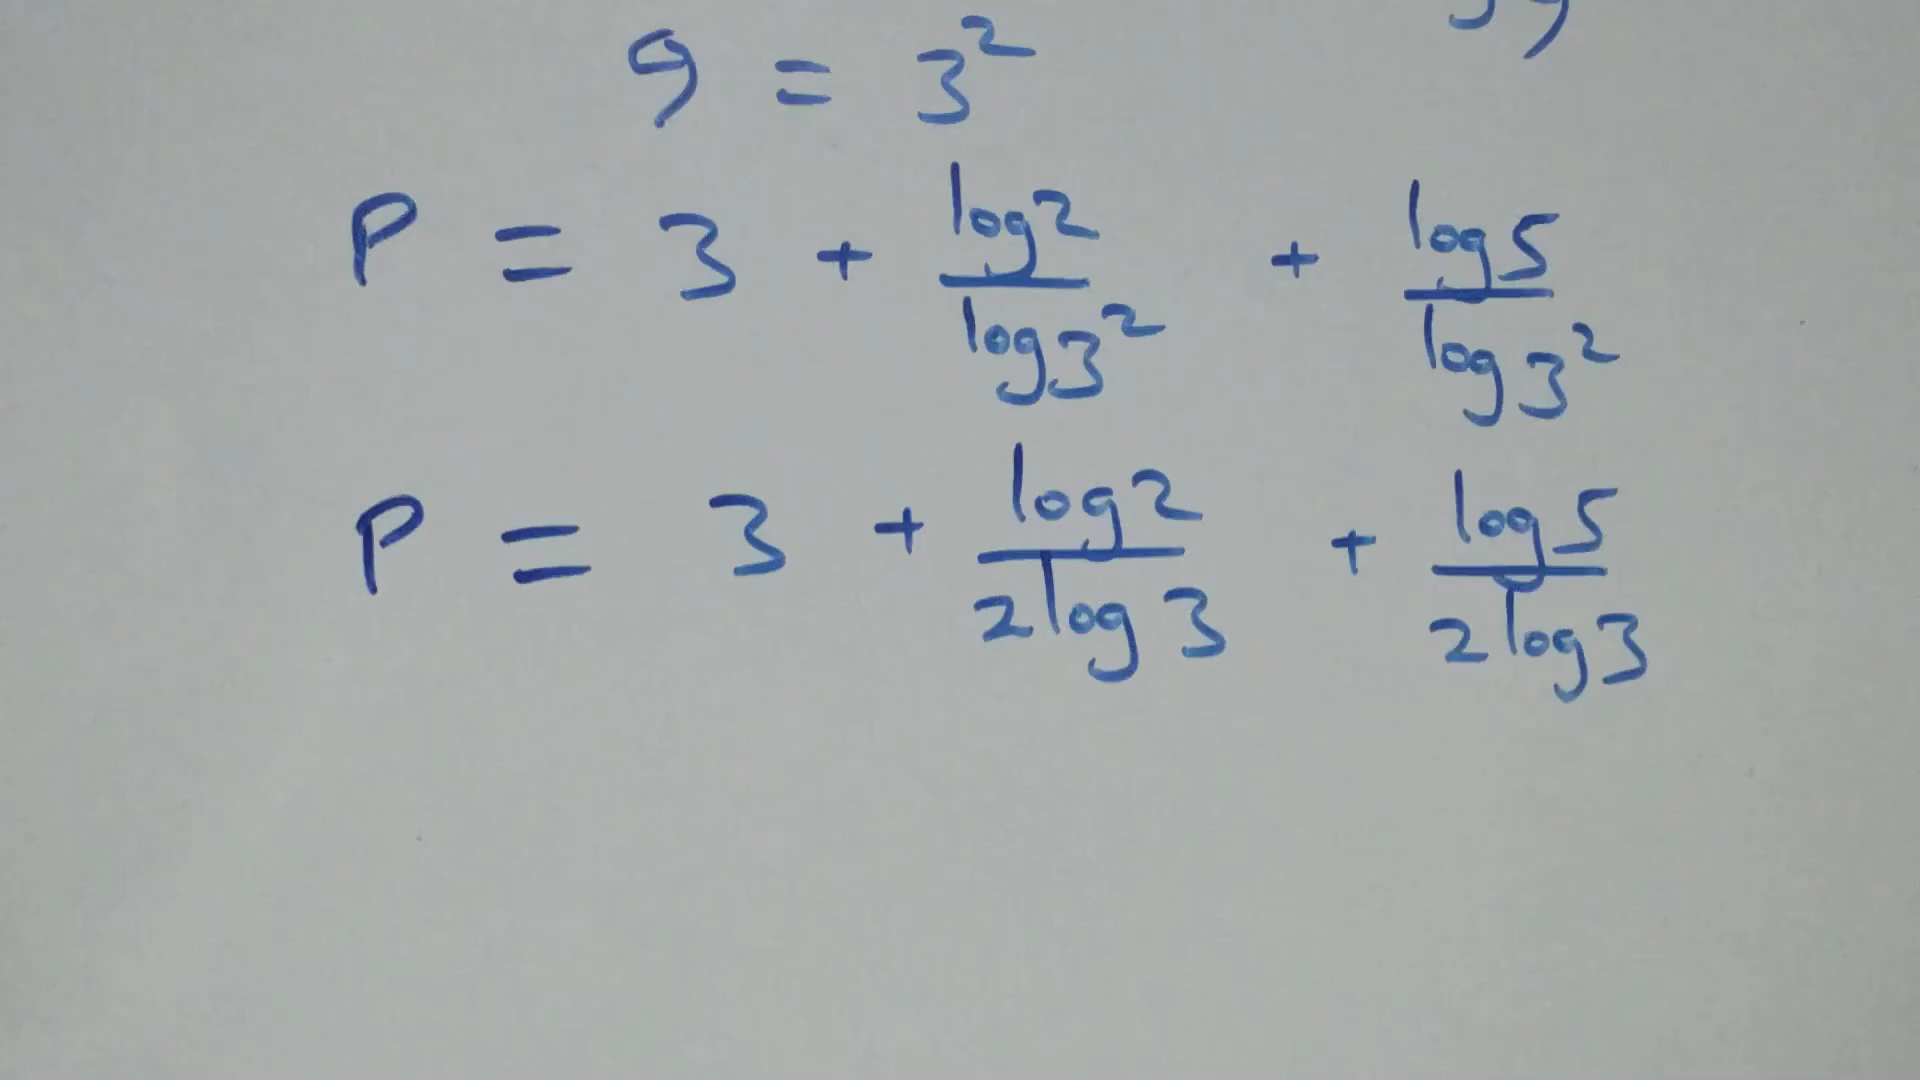 9 = 3²
P = 3 + log2/log3² + log5/log3²
P = 3 + log2/2log3 + log5/2log3